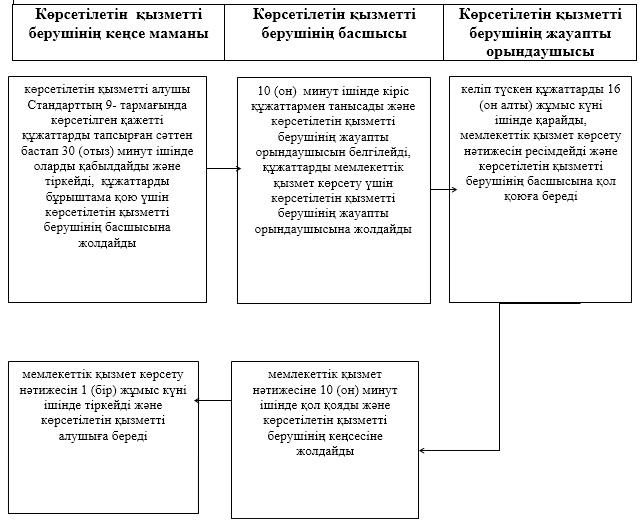 Көрсетілетін қызметті
берушінің кеңсе маманы
Көрсетілетін қызметті
берушінің басшысы
Көрсетілетін қызметті
берушінің жауапты
орындаушысы
көрсетілетін қызметті алушы
Стандарттың 9- тармағында
көрсетілген қажетті
құжаттарды тапсырған сәттен
бастап 30 (отыз) минут ішінде
оларды қабылдайды және
тіркейді, құжаттарды
бұрыштама қою үшін
көрсетілетін қызметті
берушінің басшысына
жолдайды
10 (он) минут ішінде кіріс
құжаттармен танысады және
көрсетілетін қызметті
берушінің жауапты
орындаушысын белгілейді,
құжаттарды мемлекеттік
қызмет көрсету үшін
көрсетілетін қызметті
берушінің жауапты
орындаушысына жолдайды
келіп түскен құжаттарды 16
(он алты) жұмыс күні
ішінде қарайды,
мемлекеттік қызмет көрсету
нәтижесін ресімдейді және
көрсетілетін қызметті
берушінің басшысына қол
қоюға береді
мемлекеттік қызмет көрсету
нәтижесін 1 (бір) жұмыс күні
ішінде тіркейді және
көрсетілетін қызметті
алушыға береді
мемлекеттік қызмет
нәтижесіне 10 (он) минут
ішінде қол қояды және
көрсетілетін қызметті
берушінің кеңсесіне
жолдайды